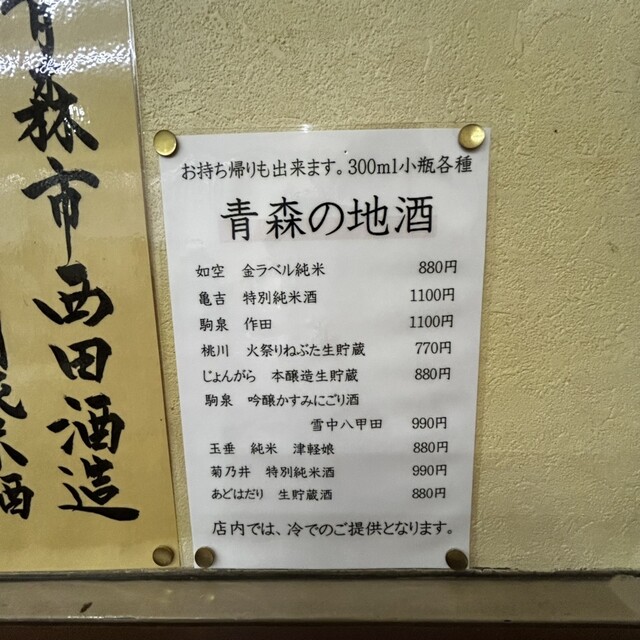 お持ち帰りも出来ます。300ml小瓶各種
青森の地酒
如空 金ラベル純米 880円
亀吉 特別純米酒 1100円
駒泉 作田 1100円
桃川 火祭りねぶた生貯蔵 770円
じょんがら 本醸造生貯蔵 880円
駒泉 吟醸かすみにごり酒
雪中八甲田 990円
玉垂 純米 津軽娘 880円
菊乃井 特別純米酒 990円
あどはだり 生貯蔵酒 880円
店内では、冷でのご提供となります。
青森市西田酒造